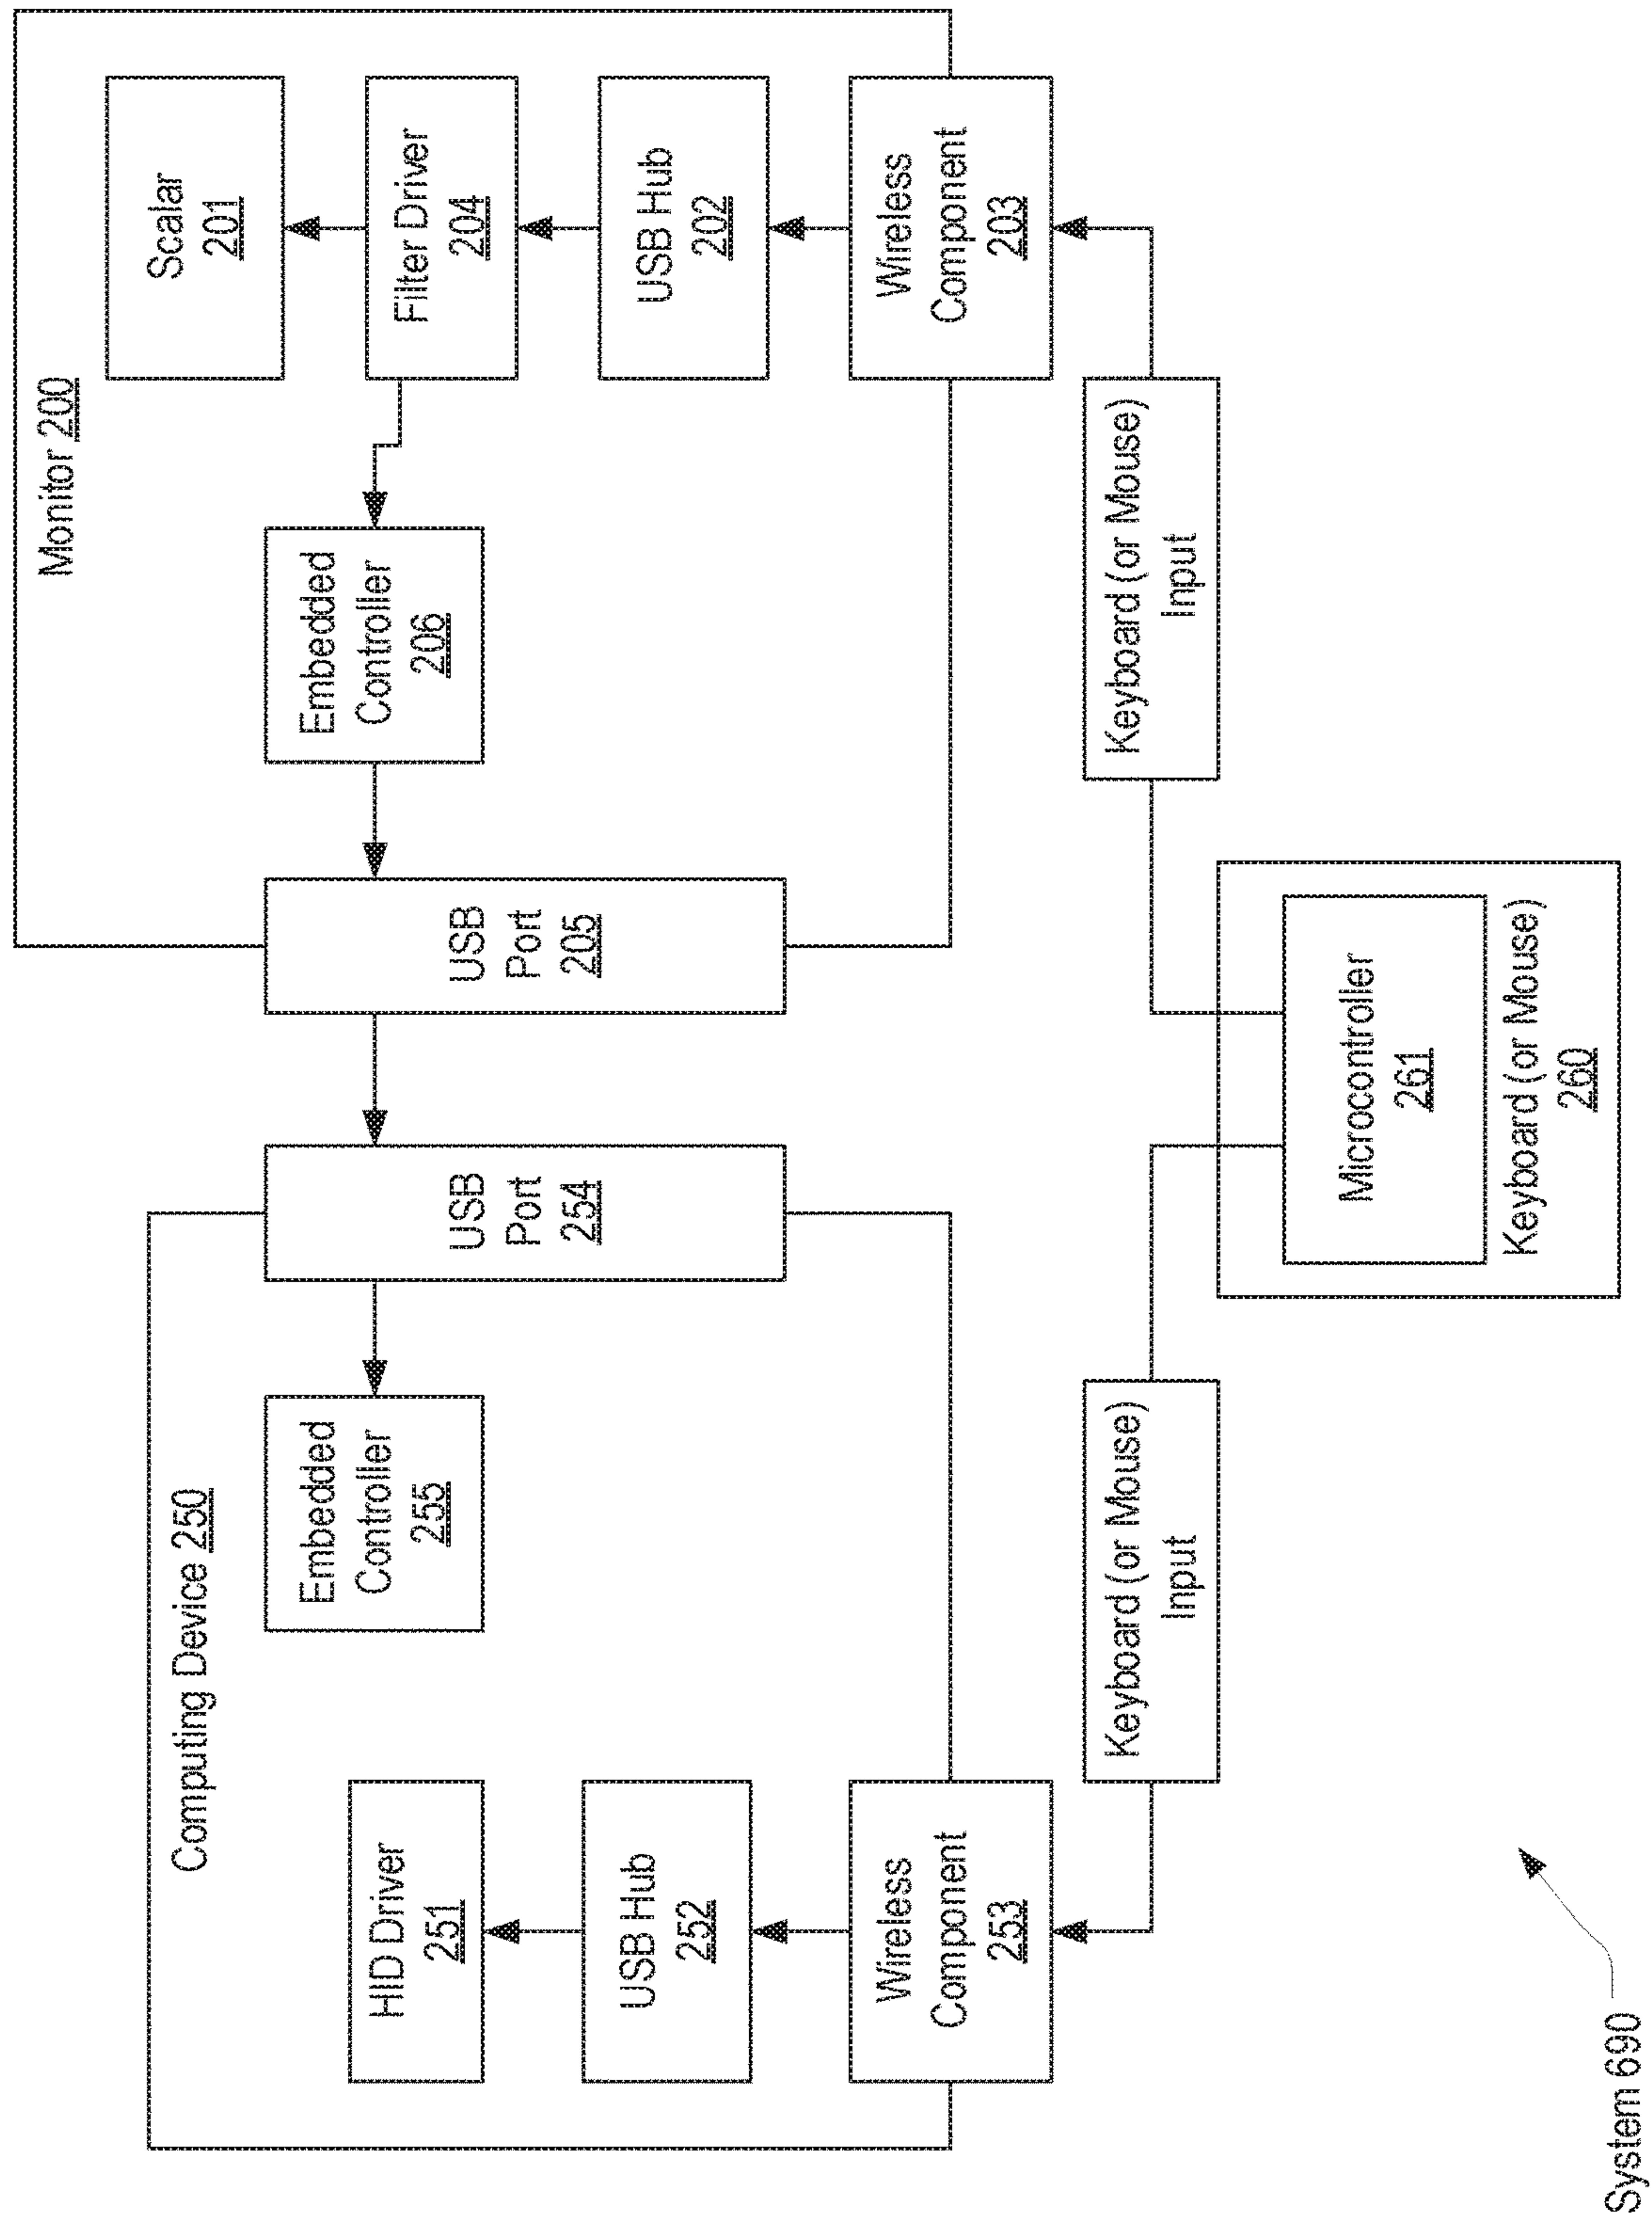 Computing Device 250
HID Driver
251
USB Hub
252
Wireless
Component
253
Embedded
Controller
255
USB
Port
254
Monitor 200
USB
Port
205
Embedded
Controller
206
Scalar
201
Filter Driver
204
USB Hub
202
Wireless
Component
203
Keyboard (or Mouse)
Input
Keyboard (or Mouse)
Input
Microcontroller
261
Keyboard (or Mouse)
260
System 690